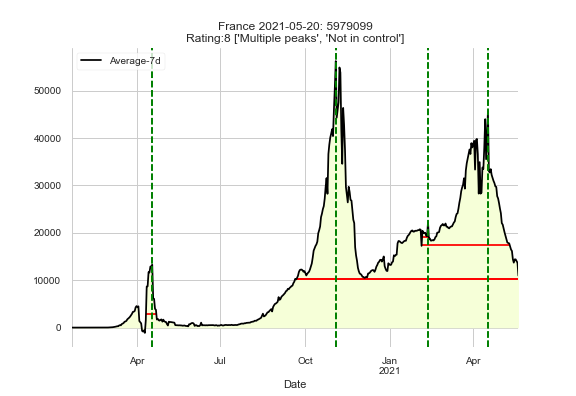 France 2021-05-20: 5979099
Rating:8 ['Multiple peaks', 'Not in control']
Average-7d
50000
40000
30000
20000
10000
0
Apr
Jul
Oct
Jan
2021
Apr
Date